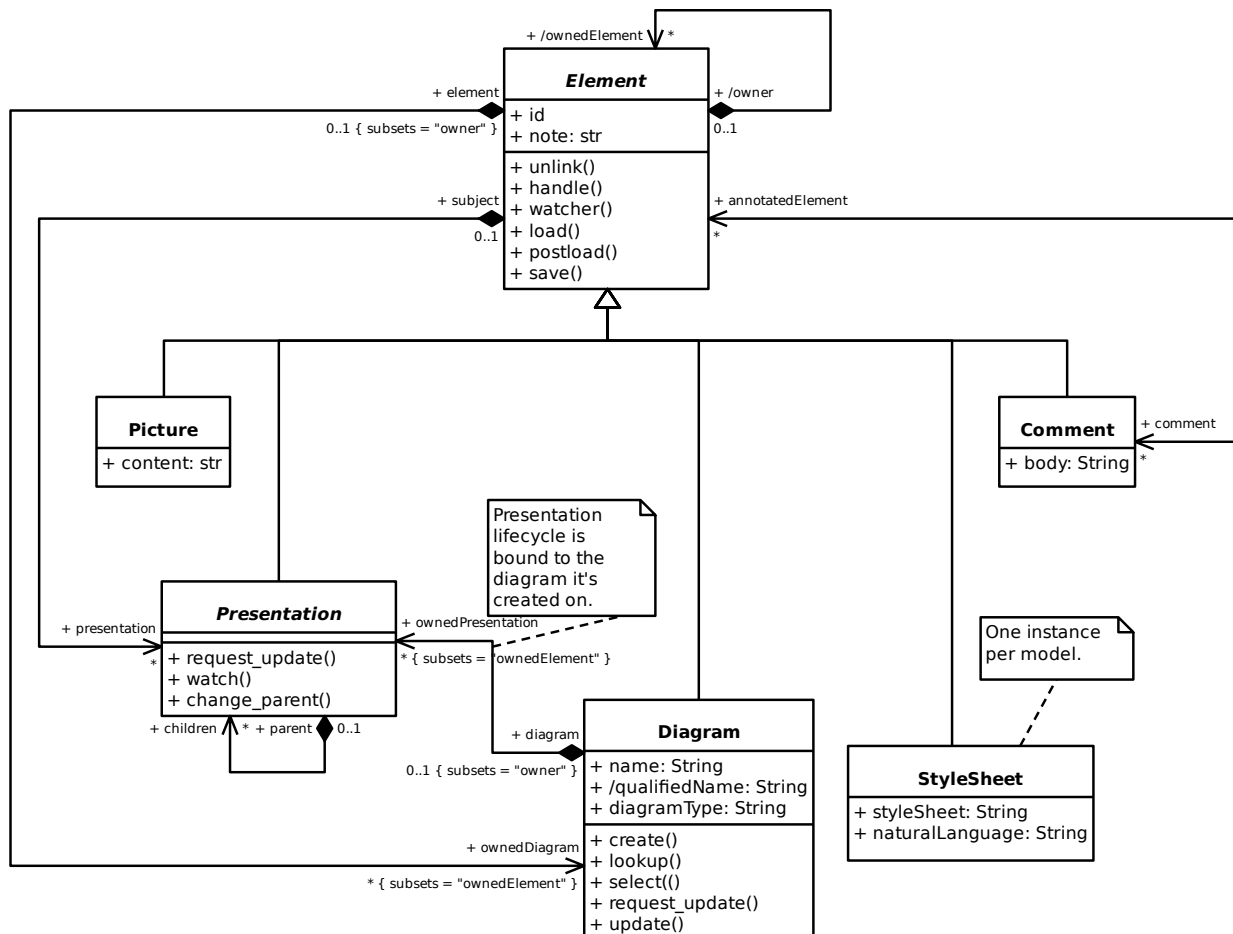 + /ownedElement
*
Element
+ element
+ /owner
0..1 { subsets = "owner" }
0..1
+ id
+ note: str
+ unlink()
+ handle()
+ watcher()
+ load()
+ postload()
+ save()
+ subject
0..1
+ annotatedElement
*
Picture
+ content: str
Comment
+ body: String
+ comment
*
Presentation
lifecycle is
bound to the
diagram it's
created on.
Presentation
+ request_update()
+ watch()
+ change_parent()
+ presentation
*
+ ownedPresentation
* { subsets = "ownedElement" }
One instance
per model.
+ children
*
+ parent
0..1
+ diagram
0..1 { subsets = "owner" }
Diagram
+ name: String
+ /qualifiedName: String
+ diagramType: String
+ create()
+ lookup()
+ select(()
+ request_update()
+ update()
StyleSheet
+ styleSheet: String
+ naturalLanguage: String
+ ownedDiagram
* { subsets = "ownedElement" }